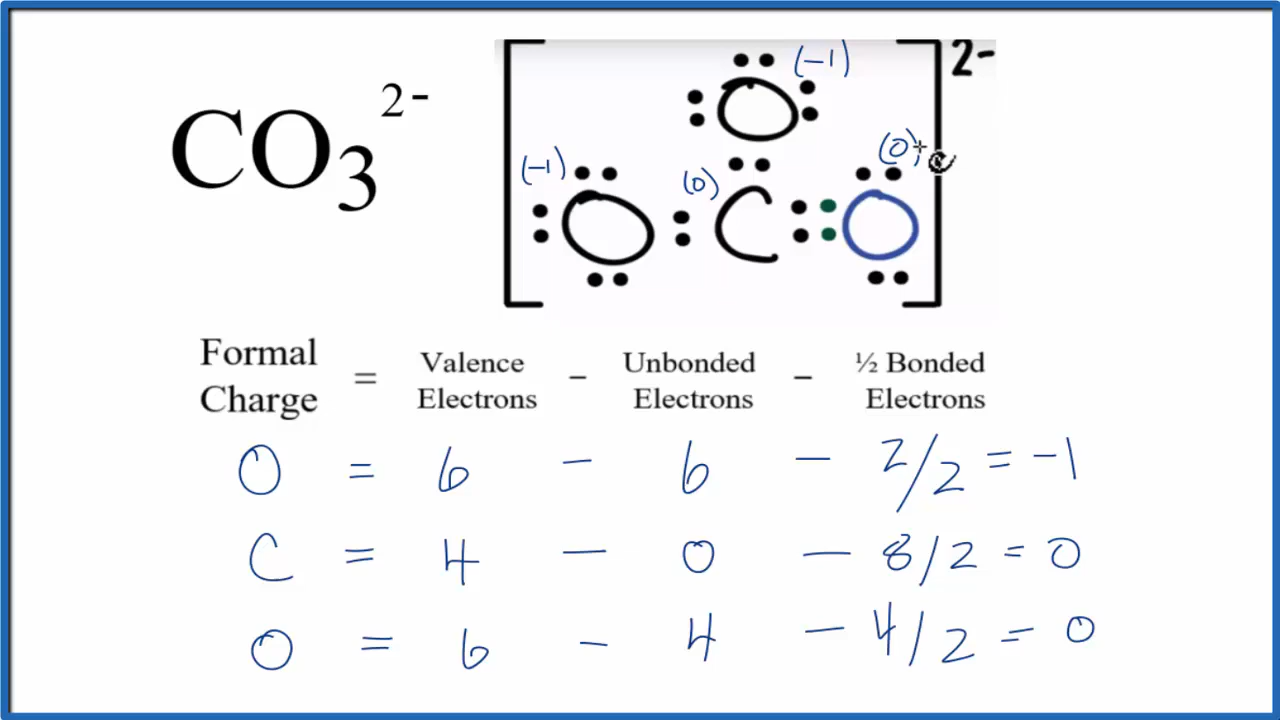 CO3 2-
[ O (-1) ] 2-
(-1) O (0) C (0) O
Formal Charge = Valence Electrons - Unbonded Electrons - ½ Bonded Electrons
O = 6 - 6 - 2/2 = -1
C = 4 - 0 - 8/2 = 0
O = 6 - 4 - 4/2 = 0